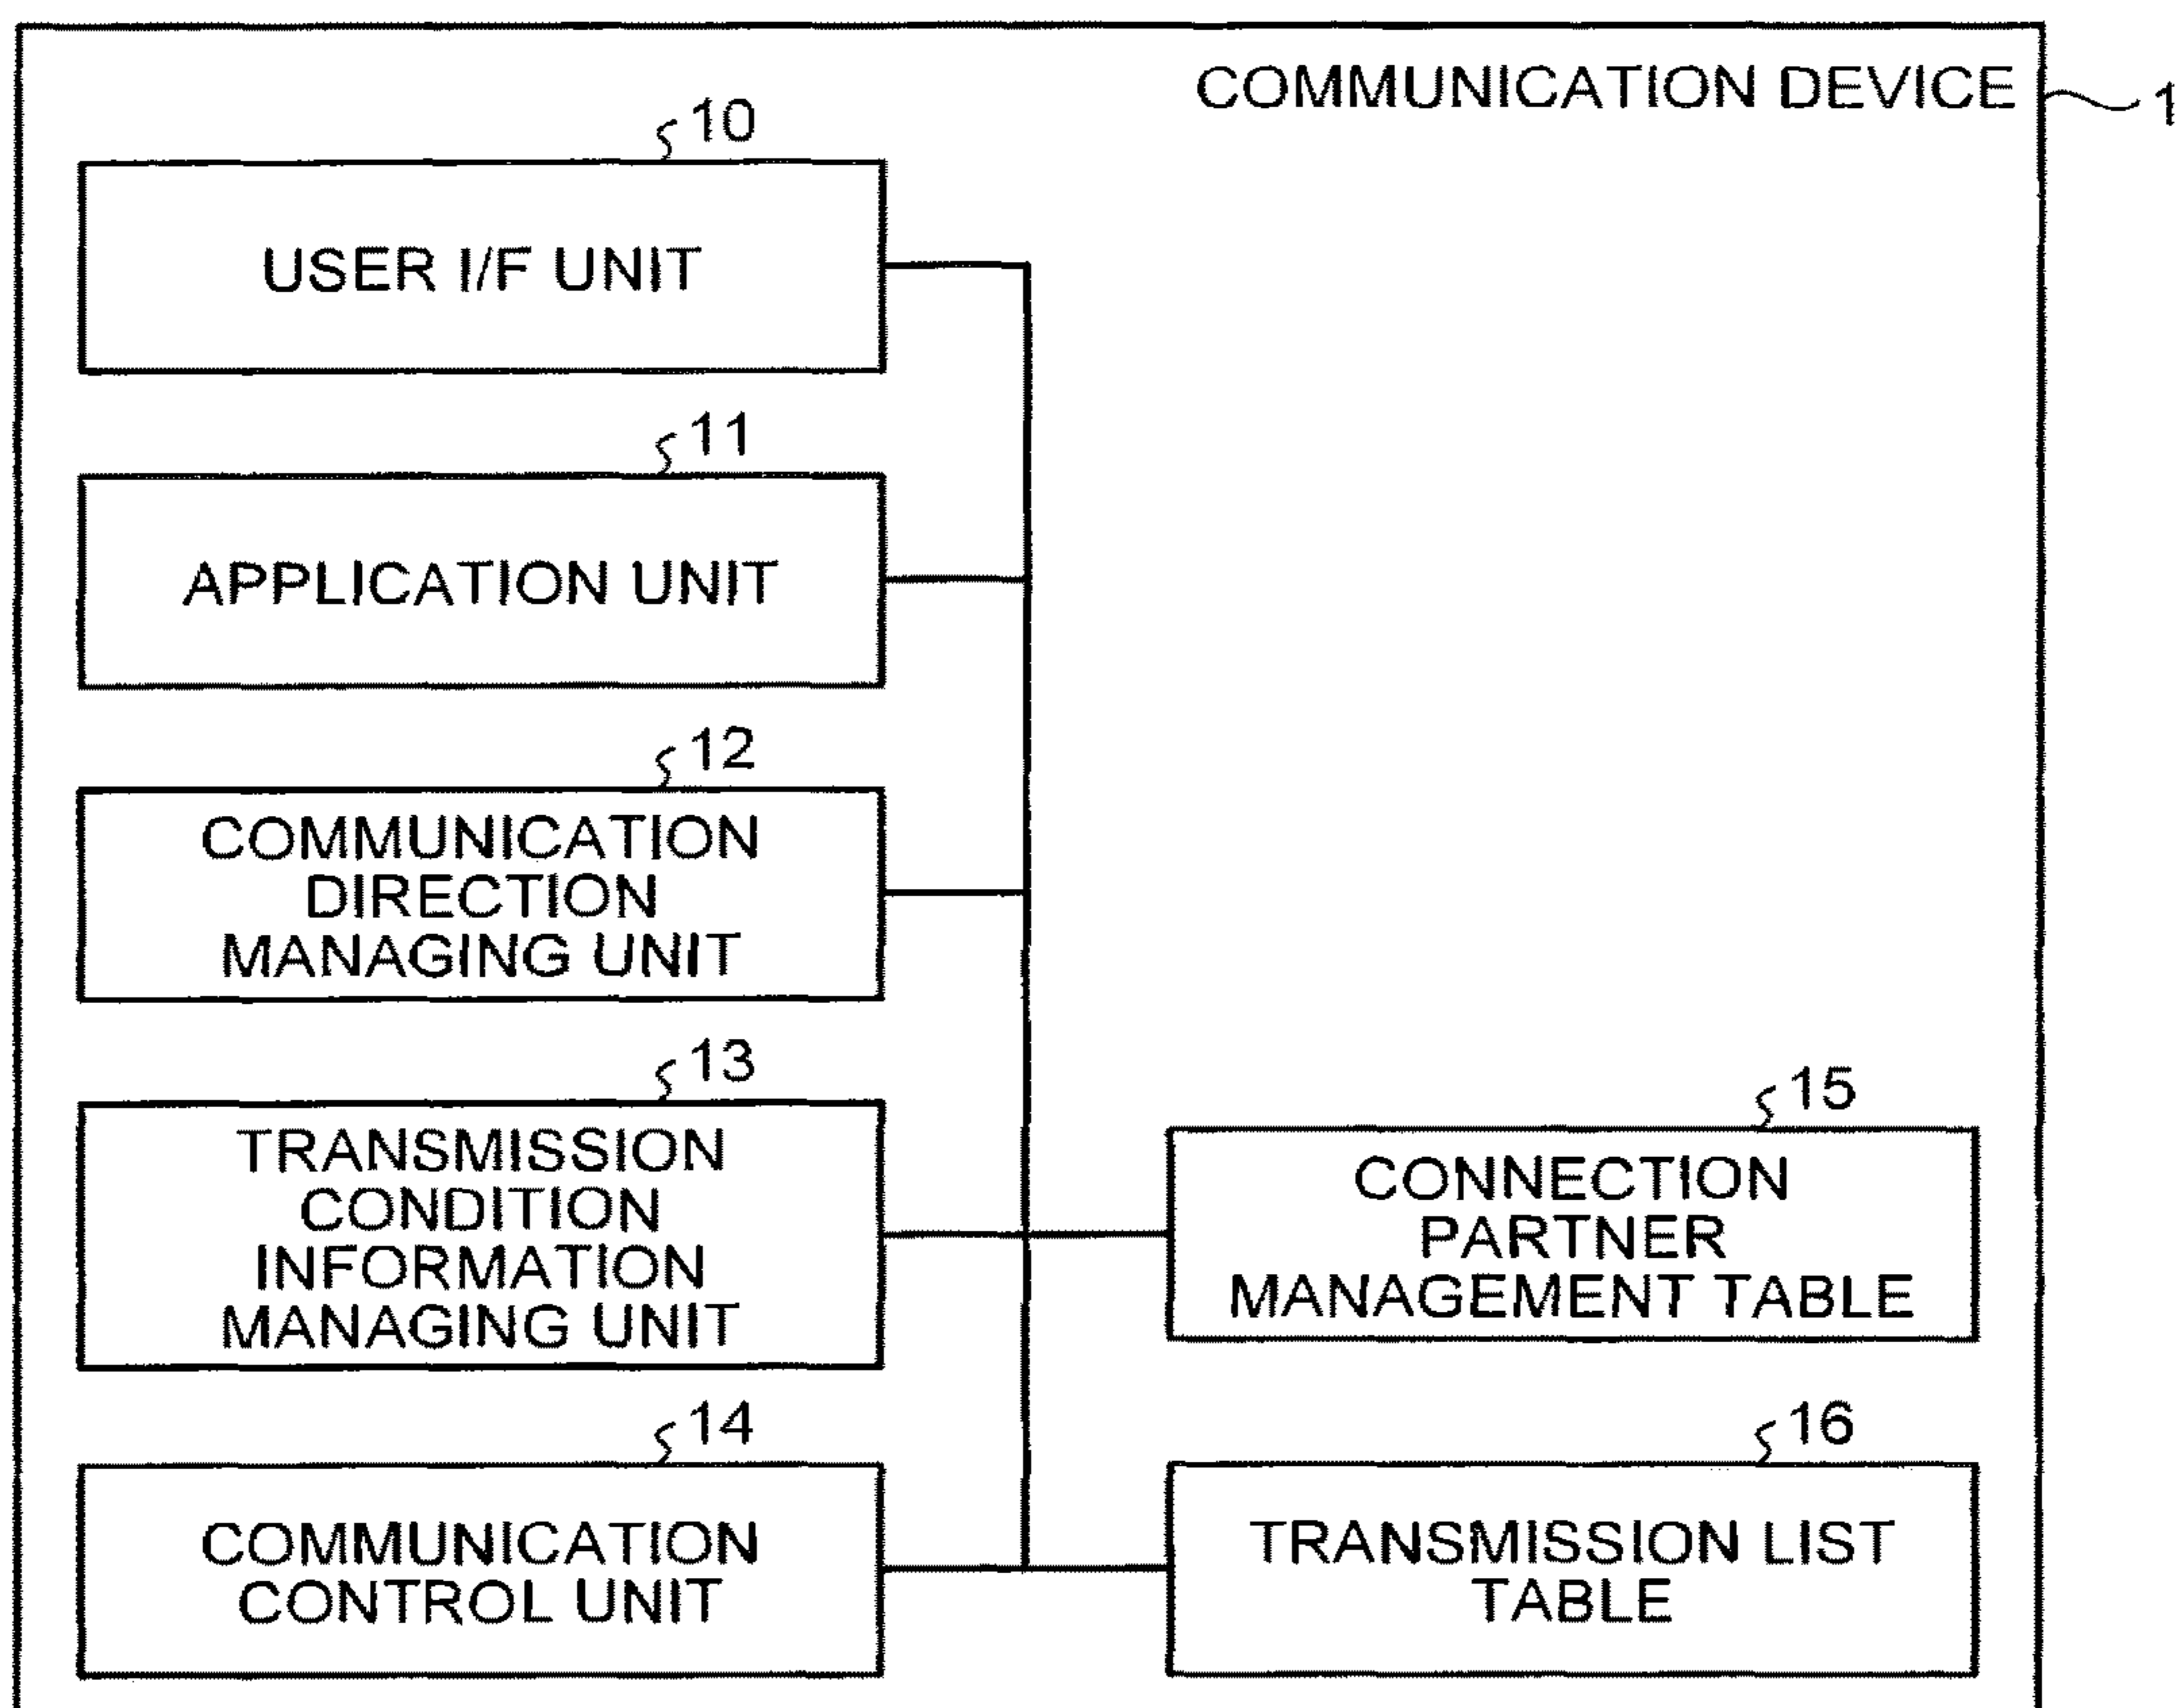 COMMUNICATION DEVICE
1
10
USER I/F UNIT
11
APPLICATION UNIT
12
COMMUNICATION
DIRECTION
MANAGING UNIT
13
TRANSMISSION
CONDITION
INFORMATION
MANAGING UNIT
14
COMMUNICATION
CONTROL UNIT
15
CONNECTION
PARTNER
MANAGEMENT TABLE
16
TRANSMISSION LIST
TABLE